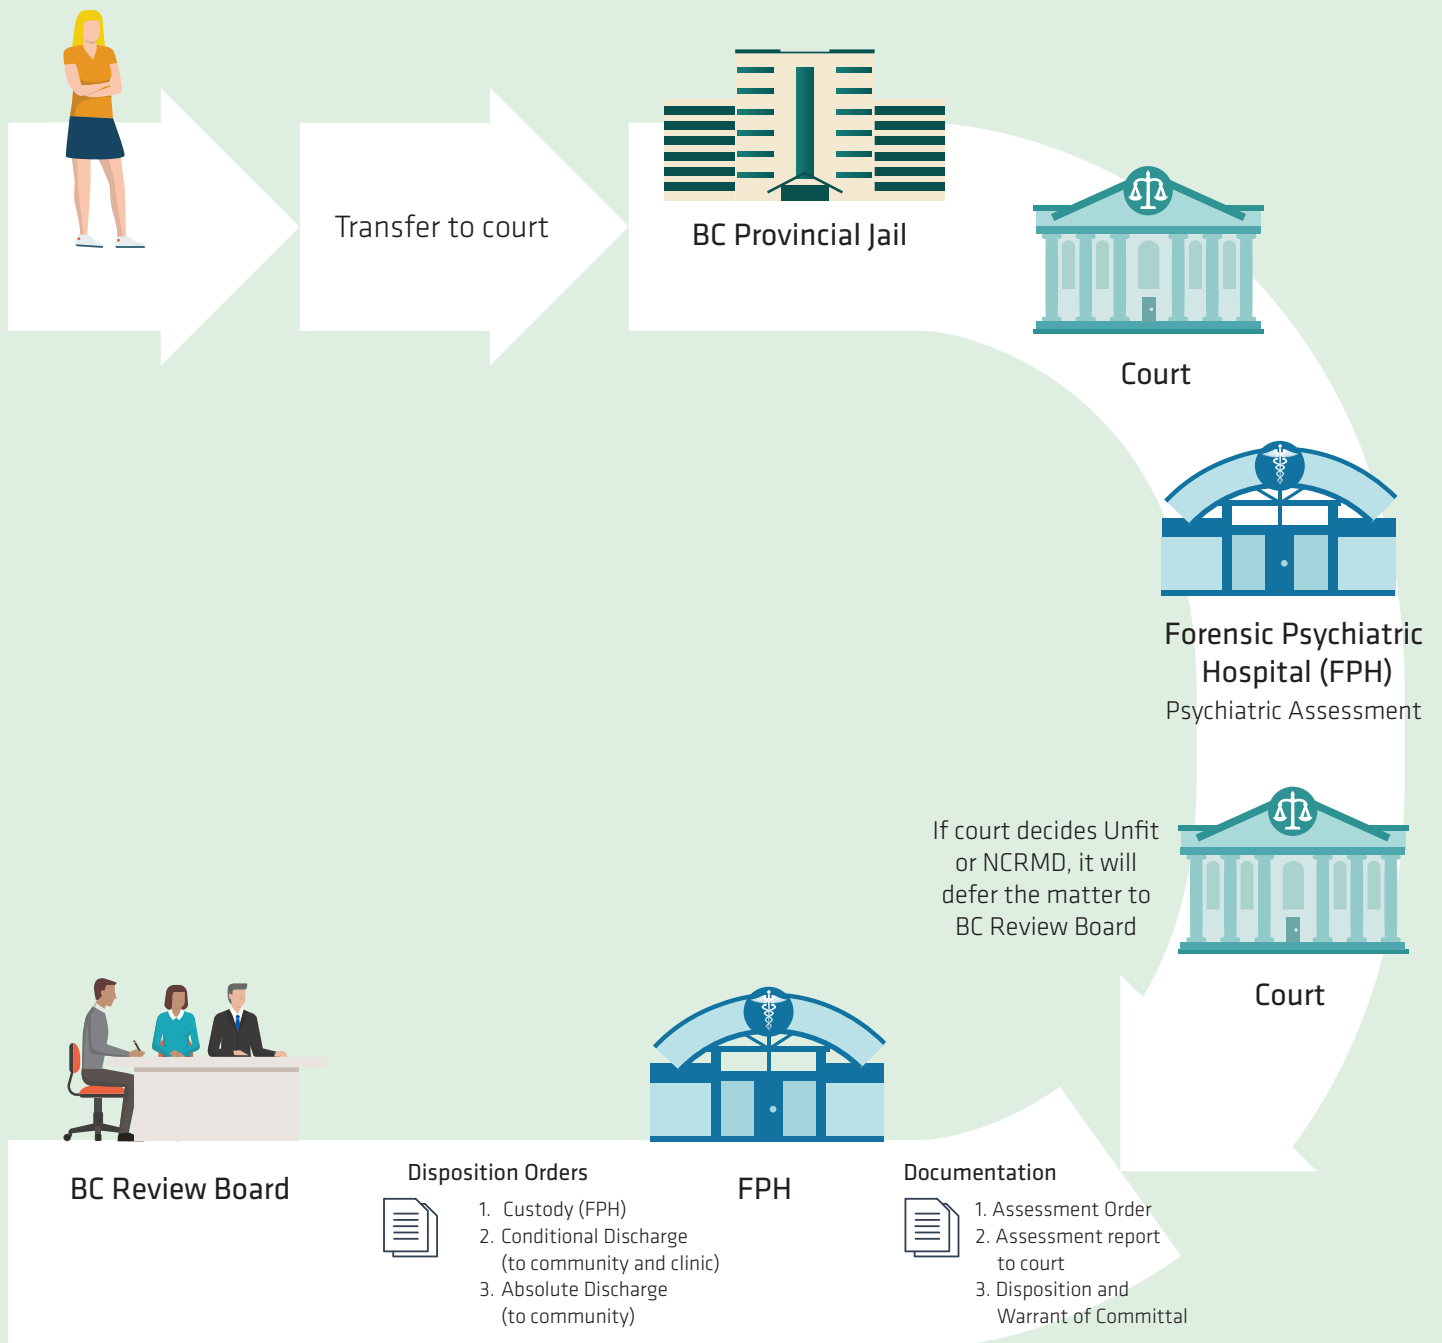 Transfer to court
BC Provincial Jail
Court
Forensic Psychiatric
Hospital (FPH)
Psychiatric Assessment
If court decides Unfit
or NCRMD, it will
defer the matter to
BC Review Board
Court
BC Review Board
Disposition Orders
1. Custody (FPH)
2. Conditional Discharge
(to community and clinic)
3. Absolute Discharge
(to community)
FPH
Documentation
1. Assessment Order
2. Assessment report
to court
3. Disposition and
Warrant of Committal